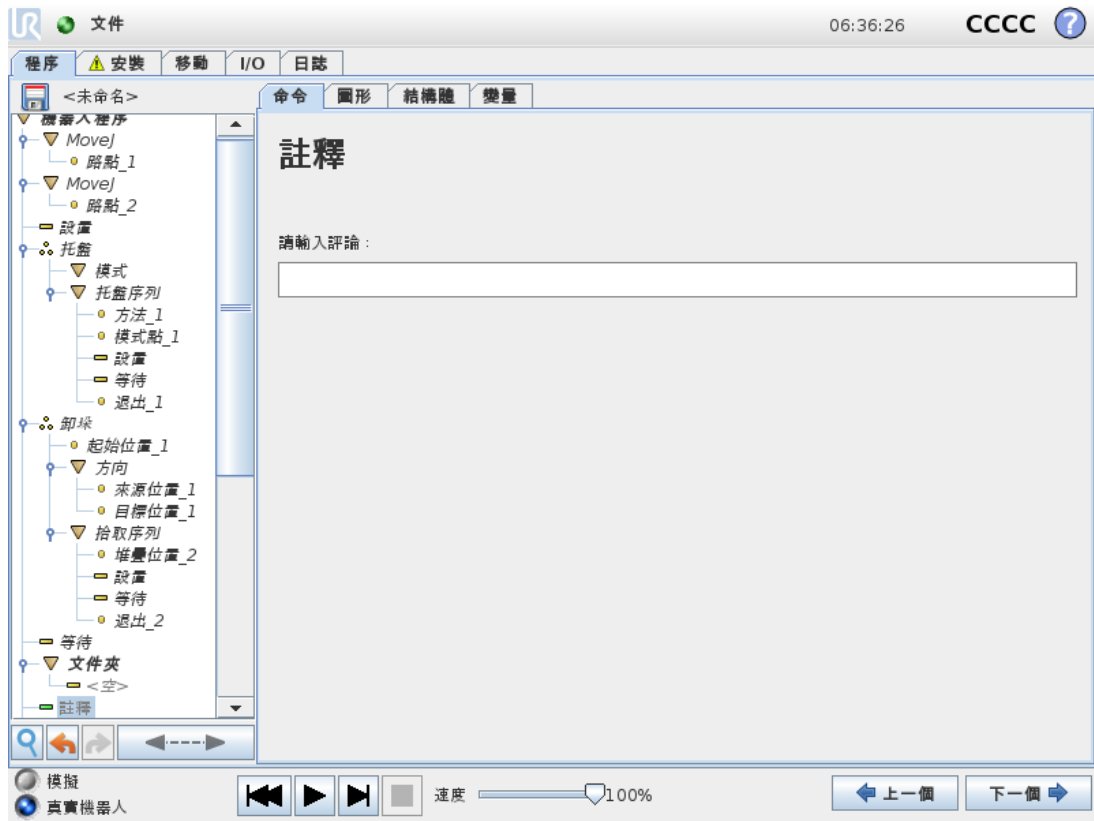 UR 文件 06:36:26 CCCC ?
程序 安裝 移動 I/O 日誌
<未命名>
命令 圖形 結構體 變量
機器人程序
MoveJ
路點_1
MoveJ
路點_2
設置
托盤
模式
托盤序列
方法_1
模式點_1
設置
等待
退出_1
卸垛
起始位置_1
方向
來源位置_1
目標位置_1
拾取序列
堆疊位置_2
設置
等待
退出_2
等待
文件夾
<空>
註釋
註釋
請輸入評論：
模擬
真實機器人
速度 100%
上一個 下一個